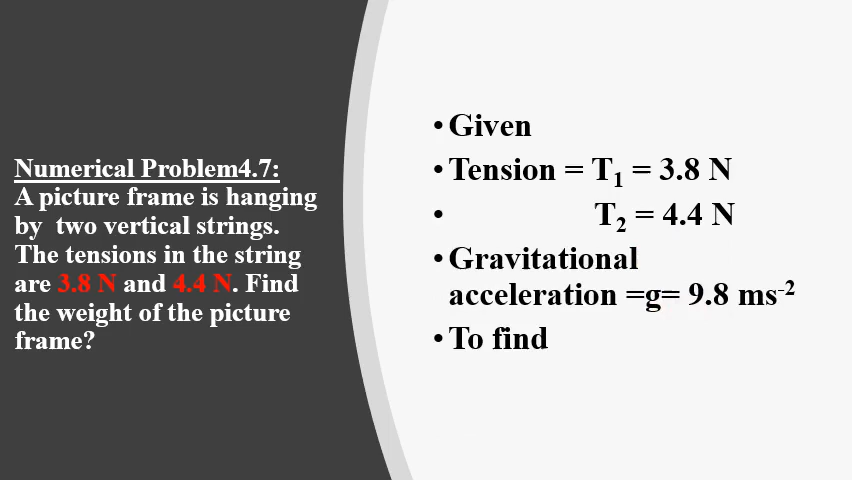 Numerical Problem4.7:
A picture frame is hanging
by two vertical strings.
The tensions in the string
are 3.8 N and 4.4 N. Find
the weight of the picture
frame?
• Given
• Tension = T₁ = 3.8 N
• T₂ = 4.4 N
• Gravitational
acceleration =g= 9.8 ms⁻²
• To find